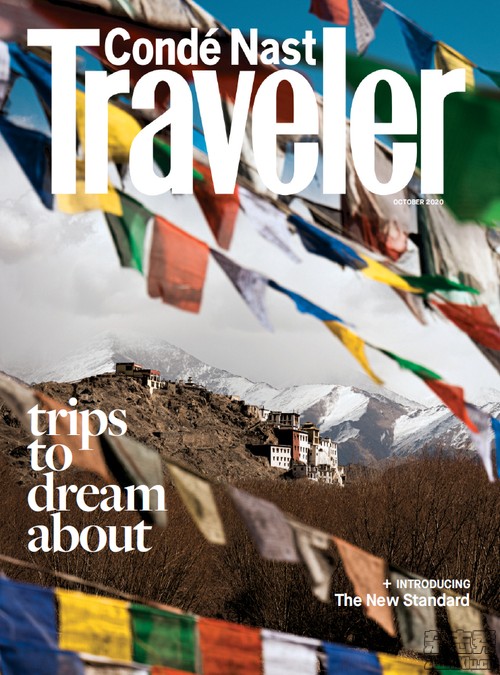 Condé Nast
Traveler
OCTOBER 2020
trips
to
dream
about
+ INTRODUCING
The New Standard